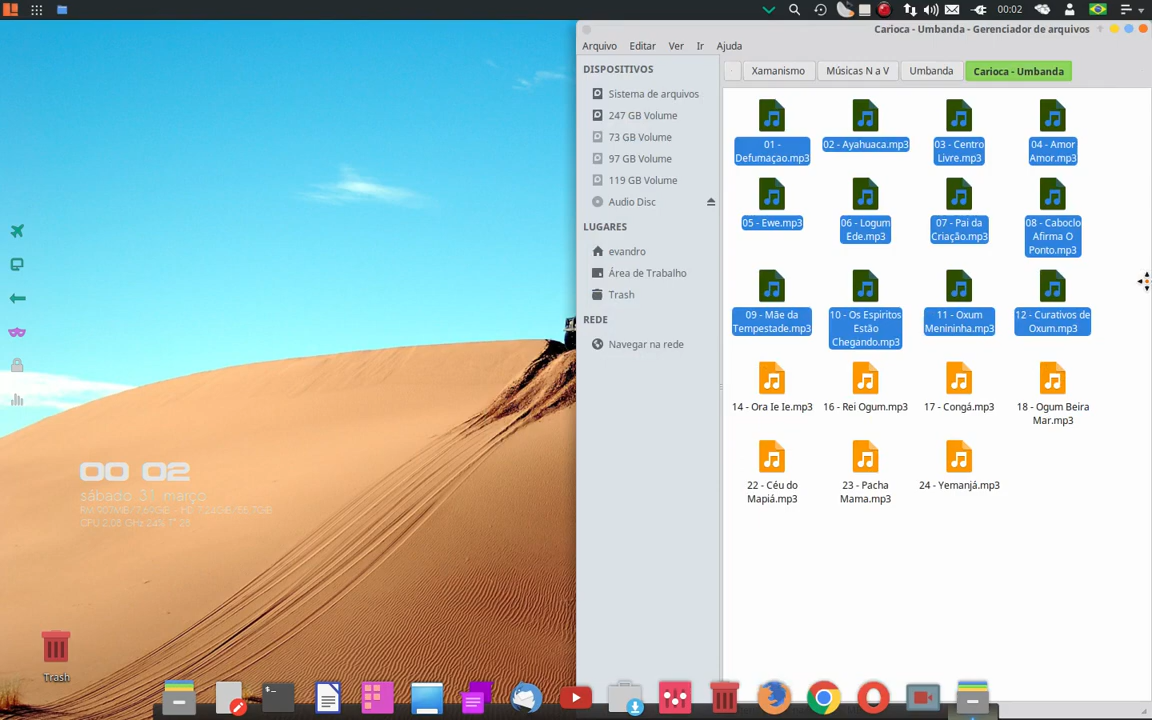 00:02
Carioca - Umbanda - Gerenciador de arquivos
Arquivo Editar Ver Ir Ajuda
DISPOSITIVOS
Sistema de arquivos
247 GB Volume
73 GB Volume
97 GB Volume
119 GB Volume
Audio Disc
LUGARES
evandro
Área de Trabalho
Trash
REDE
Navegar na rede
Xamanismo Músicas N a V Umbanda Carioca - Umbanda
01 -
Defumaçao.mp3
02 - Ayahuaca.mp3
03 - Centro
Livre.mp3
04 - Amor
Amor.mp3
05 - Ewe.mp3
06 - Logum
Ede.mp3
07 - Pai da
Criação.mp3
08 - Caboclo
Afirma O
Ponto.mp3
09 - Mãe da
Tempestade.mp3
10 - Os Espiritos
Estão
Chegando.mp3
11 - Oxum
Menininha.mp3
12 - Curativos de
Oxum.mp3
14 - Ora Ie Ie.mp3
16 - Rei Ogum.mp3
17 - Congá.mp3
18 - Ogum Beira
Mar.mp3
22 - Céu do
Mapiá.mp3
23 - Pacha
Mama.mp3
24 - Yemanjá.mp3
00 02
sábado 31 março
Trash